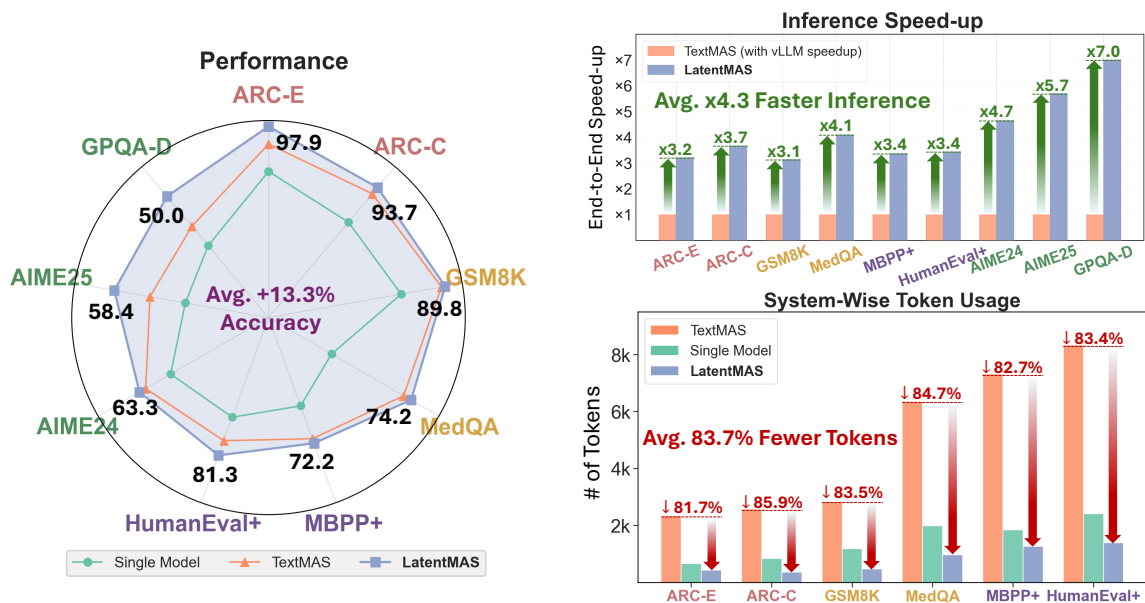 Performance
ARC-E
GPQA-D
ARC-C
97.9
93.7
50.0
AIME25
GSM8K
Avg. +13.3%
Accuracy
58.4
89.8
63.3
74.2
AIME24
MedQA
81.3
72.2
HumanEval+
MBPP+
Single Model
TextMAS
LatentMAS
Inference Speed-up
End-to-End Speed-up
×7
×6
×5
×4
×3
×2
×1
TextMAS (with vLLM speedup)
LatentMAS
Avg. x4.3 Faster Inference
x3.2
x3.7
x3.1
x4.1
x3.4
x3.4
x4.7
x5.7
x7.0
ARC-E
ARC-C
GSM8K
MedQA
MBPP+
HumanEval+
AIME24
AIME25
GPQA-D
System-Wise Token Usage
# of Tokens
8k
6k
4k
2k
TextMAS
Single Model
LatentMAS
Avg. 83.7% Fewer Tokens
↓81.7%
↓85.9%
↓83.5%
↓84.7%
↓82.7%
↓83.4%
ARC-E
ARC-C
GSM8K
MedQA
MBPP+
HumanEval+